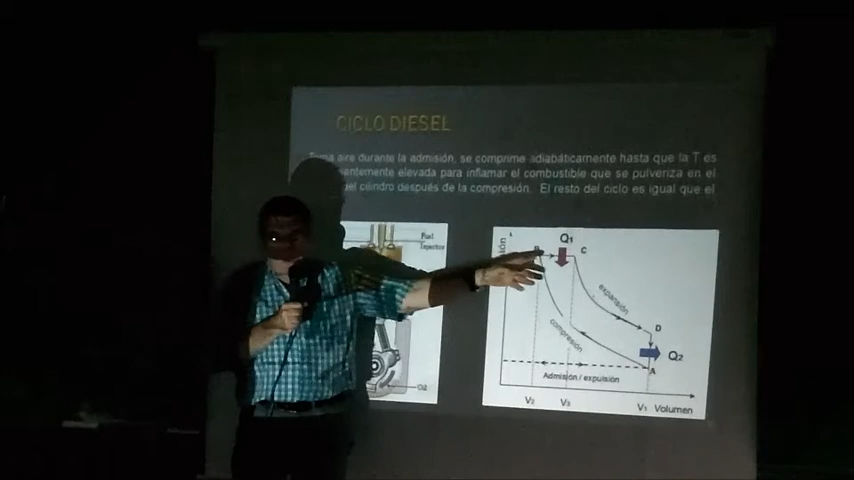 CICLO DIESEL
aire durante la admisión, se comprime adiabáticamente hasta que la T es
elevada para inflamar el combustible que se pulveriza en el
del cilindro después de la compresión. El resto del ciclo es igual que el
Fuel
Injector
Oil
Q1
C
expansión
compresión
D
Q2
A
Admisión / expulsión
V2
V3
V1 Volumen